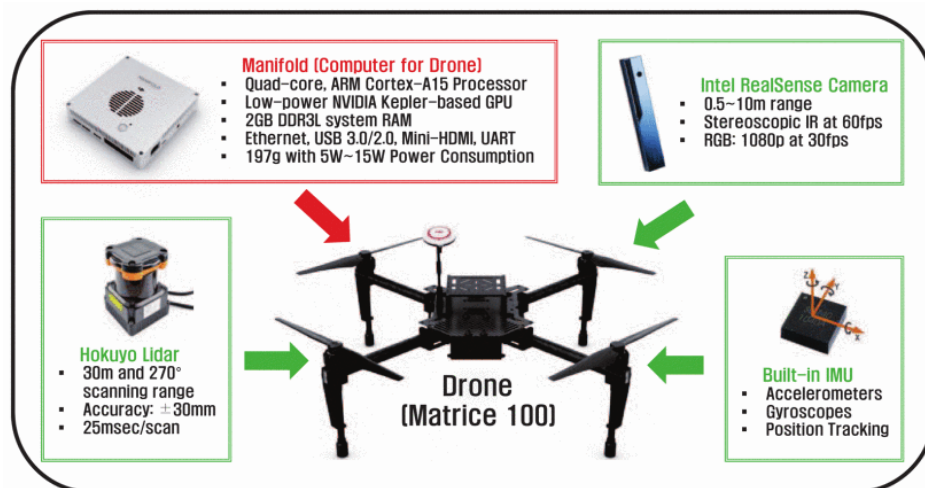 Manifold (Computer for Drone)
▪ Quad-core, ARM Cortex-A15 Processor
▪ Low-power NVIDIA Kepler-based GPU
▪ 2GB DDR3L system RAM
▪ Ethernet, USB 3.0/2.0, Mini-HDMI, UART
▪ 197g with 5W~15W Power Consumption
Intel RealSense Camera
▪ 0.5~10m range
▪ Stereoscopic IR at 60fps
▪ RGB: 1080p at 30fps
Hokuyo Lidar
▪ 30m and 270°
scanning range
▪ Accuracy: ±30mm
▪ 25msec/scan
Drone
(Matrice 100)
Z
Y
X
Built-in IMU
▪ Accelerometers
▪ Gyroscopes
▪ Position Tracking